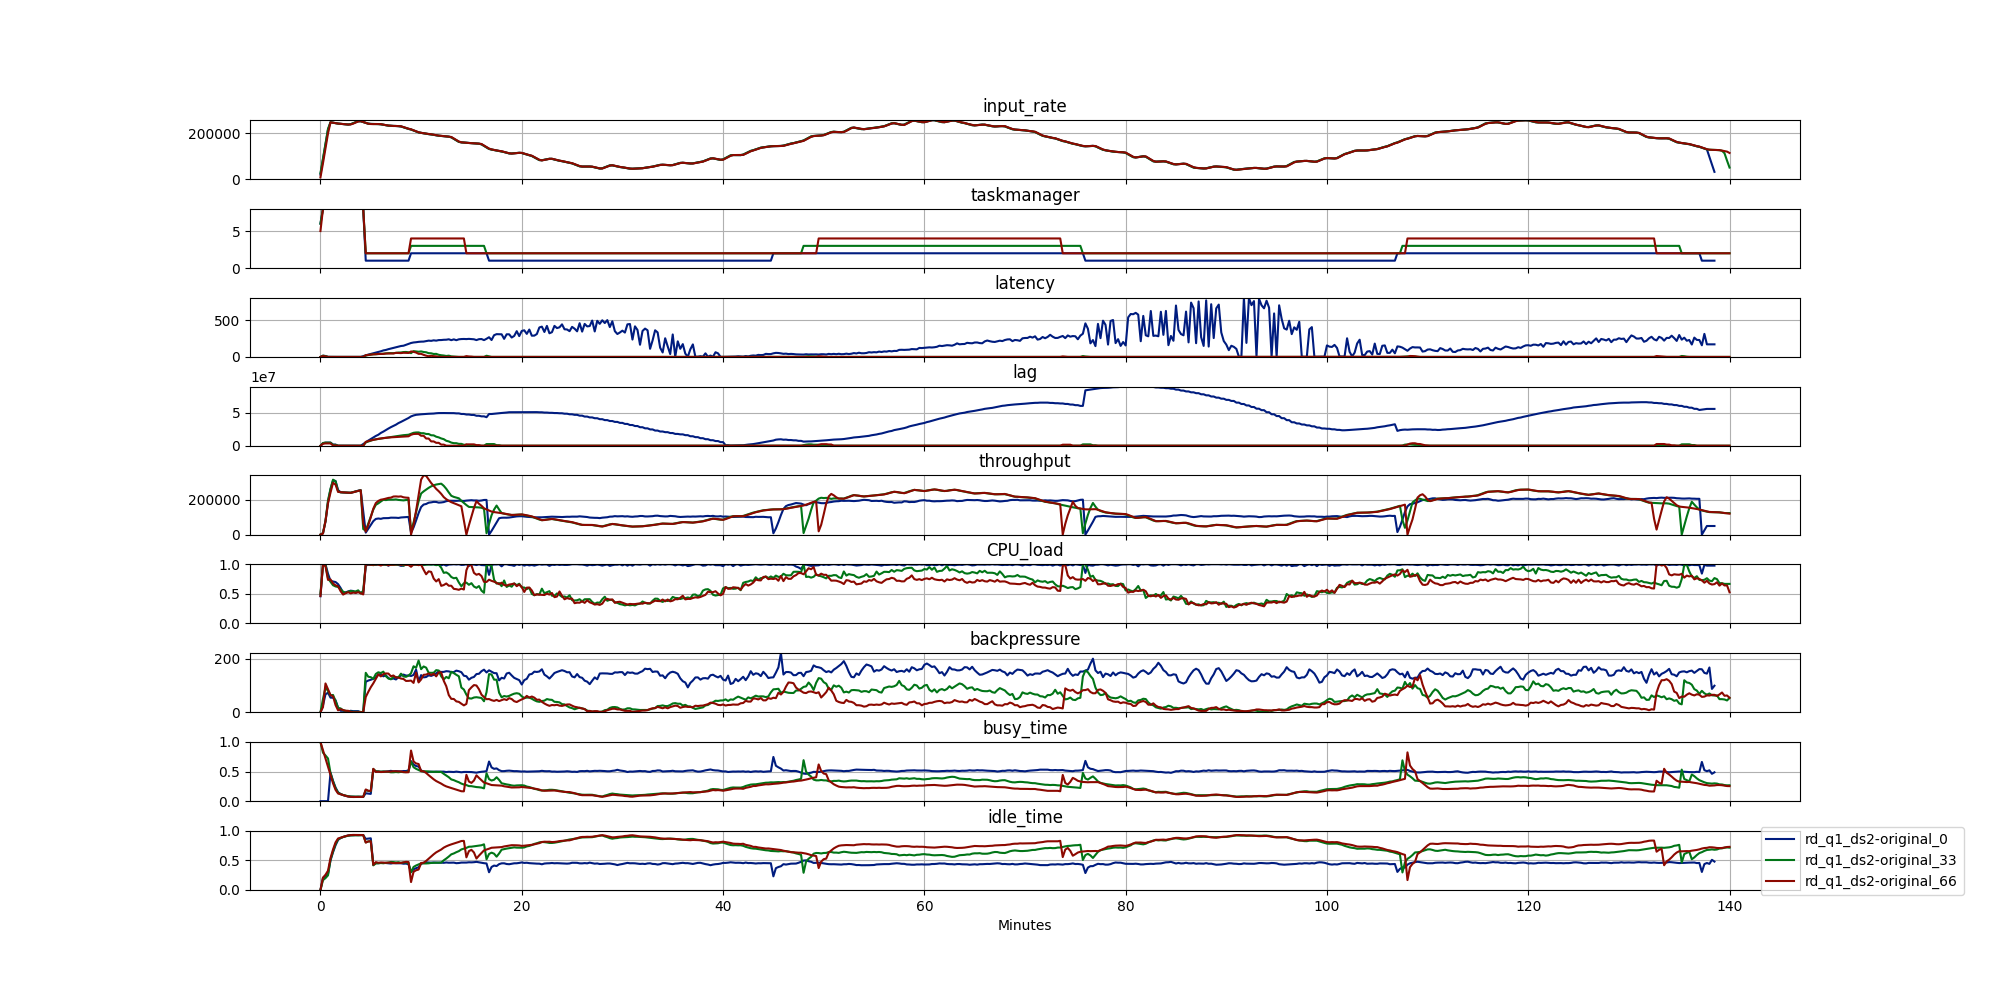 input_rate
200000
0
taskmanager
5
0
latency
500
0
1e7
lag
5
0
throughput
200000
0
CPU_load
1.0
0.5
0.0
backpressure
200
0
busy_time
1.0
0.5
0.0
idle_time
1.0
0.5
0.0
rd_q1_ds2-original_0
rd_q1_ds2-original_33
rd_q1_ds2-original_66
0 20 40 60 80 100 120 140
Minutes